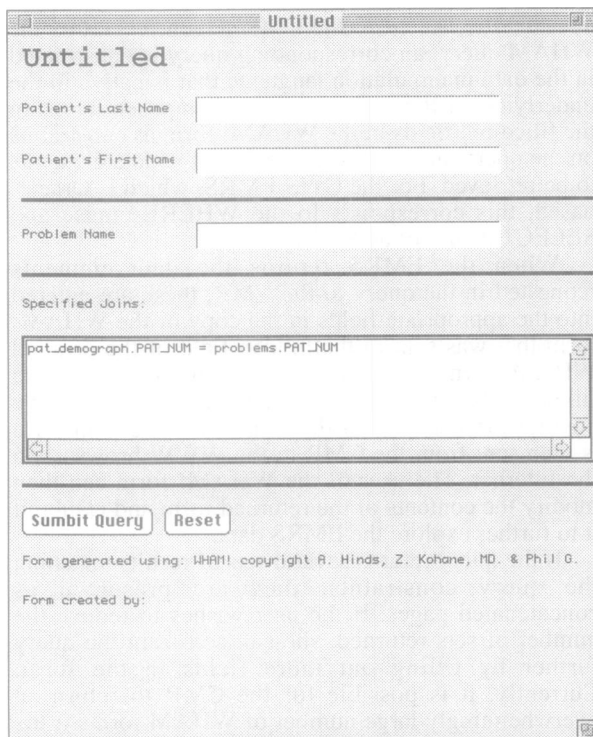 Untitled
Untitled
Patient's Last Name
Patient's First Name
Problem Name
Specified Joins:
pat_demograph.PAT_NUM = problems.PAT_NUM
Sumbit Query Reset
Form generated using: WHAM! copyright A. Hinds, Z. Kohane, MD. & Phil G.
Form created by: